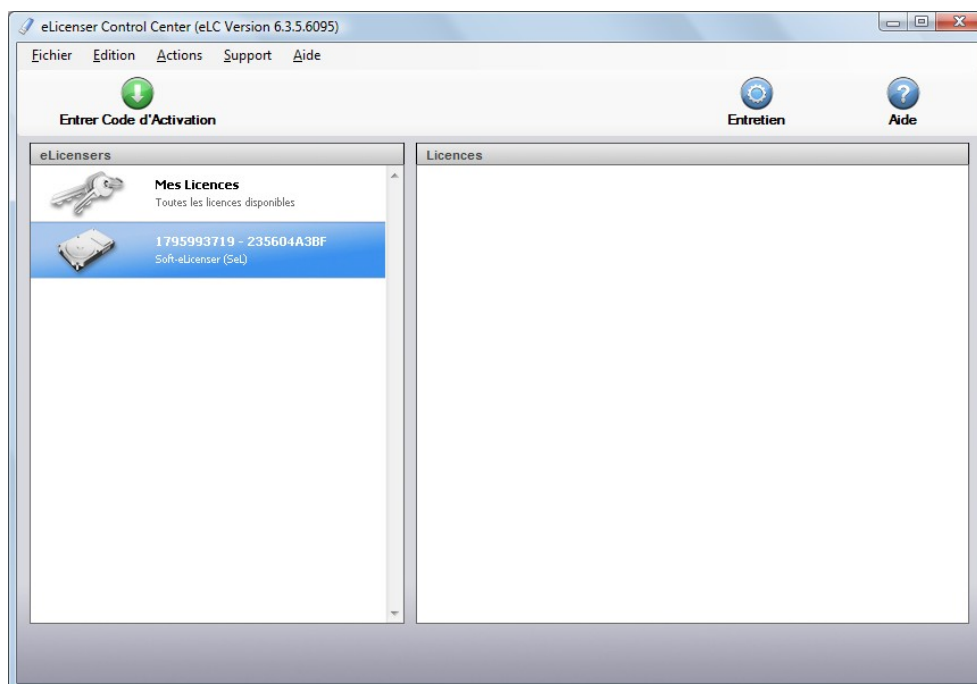 eLicenser Control Center (eLC Version 6.3.5.6095)
Fichier Edition Actions Support Aide
Entrer Code d'Activation Entretien Aide
eLicensers Licences
Mes Licences
Toutes les licences disponibles
1795993719 - 235604A3BF
Soft-eLicenser (SeL)